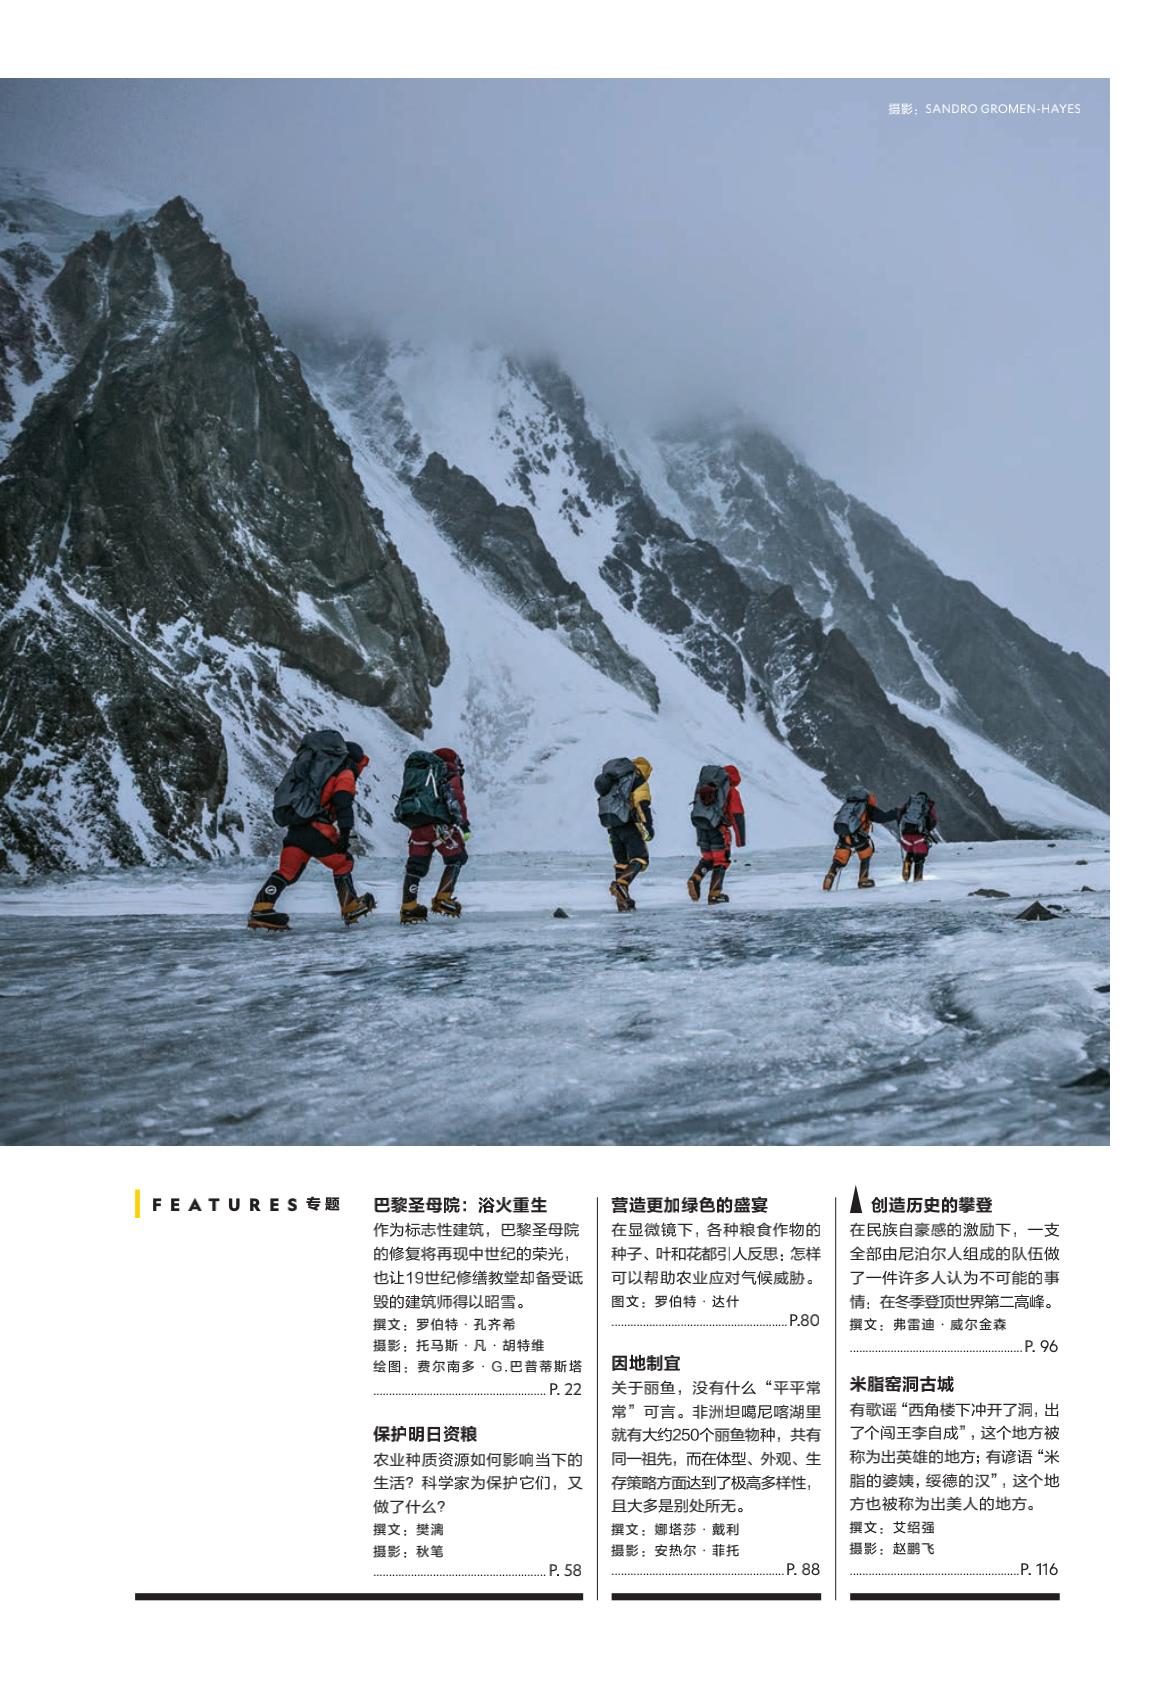 摄影：SANDRO GROMEN-HAYES
FEATURES 专题
巴黎圣母院：浴火重生
作为标志性建筑，巴黎圣母院
的修复将再现中世纪的荣光，
也让19世纪修缮教堂却备受诋
毁的建筑师得以昭雪。
撰文：罗伯特·孔齐希
摄影：托马斯·凡·胡特维
绘图：费尔南多·G.巴普蒂斯塔
P. 22
保护明日资粮
农业种质资源如何影响当下的
生活？科学家为保护它们，又
做了什么？
撰文：樊漓
摄影：秋笔
P. 58
营造更加绿色的盛宴
在显微镜下，各种粮食作物的
种子、叶和花都引人反思：怎样
可以帮助农业应对气候威胁。
图文：罗伯特·达什
P.80
因地制宜
关于丽鱼，没有什么“平平常
常”可言。非洲坦噶尼喀湖里
就有大约250个丽鱼物种，共有
同一祖先，而在体型、外观、生
存策略方面达到了极高多样性，
且大多是别处所无。
撰文：娜塔莎·戴利
摄影：安热尔·菲托
P. 88
创造历史的攀登
在民族自豪感的激励下，一支
全部由尼泊尔人组成的队伍做
了一件许多人认为不可能的事
情：在冬季登顶世界第二高峰。
撰文：弗雷迪·威尔金森
P. 96
米脂窑洞古城
有歌谣“西角楼下冲开了洞，出
了个闯王李自成”，这个地方被
称为出英雄的地方；有谚语“米
脂的婆姨，绥德的汉”，这个地
方也被称为出美人的地方。
撰文：艾绍强
摄影：赵鹏飞
P. 116